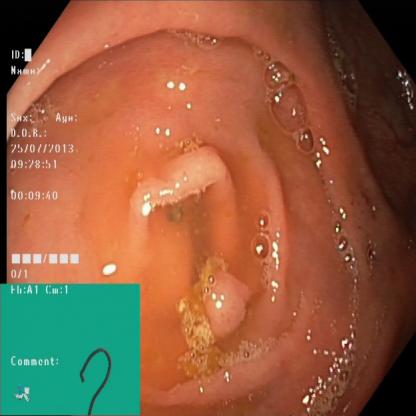 ID:
Name:
Sex: Age:
D.O.B.:
25/07/2013
09:28:51
00:09:40
/
0/1
Eh:A1 Cm:1
Comment: